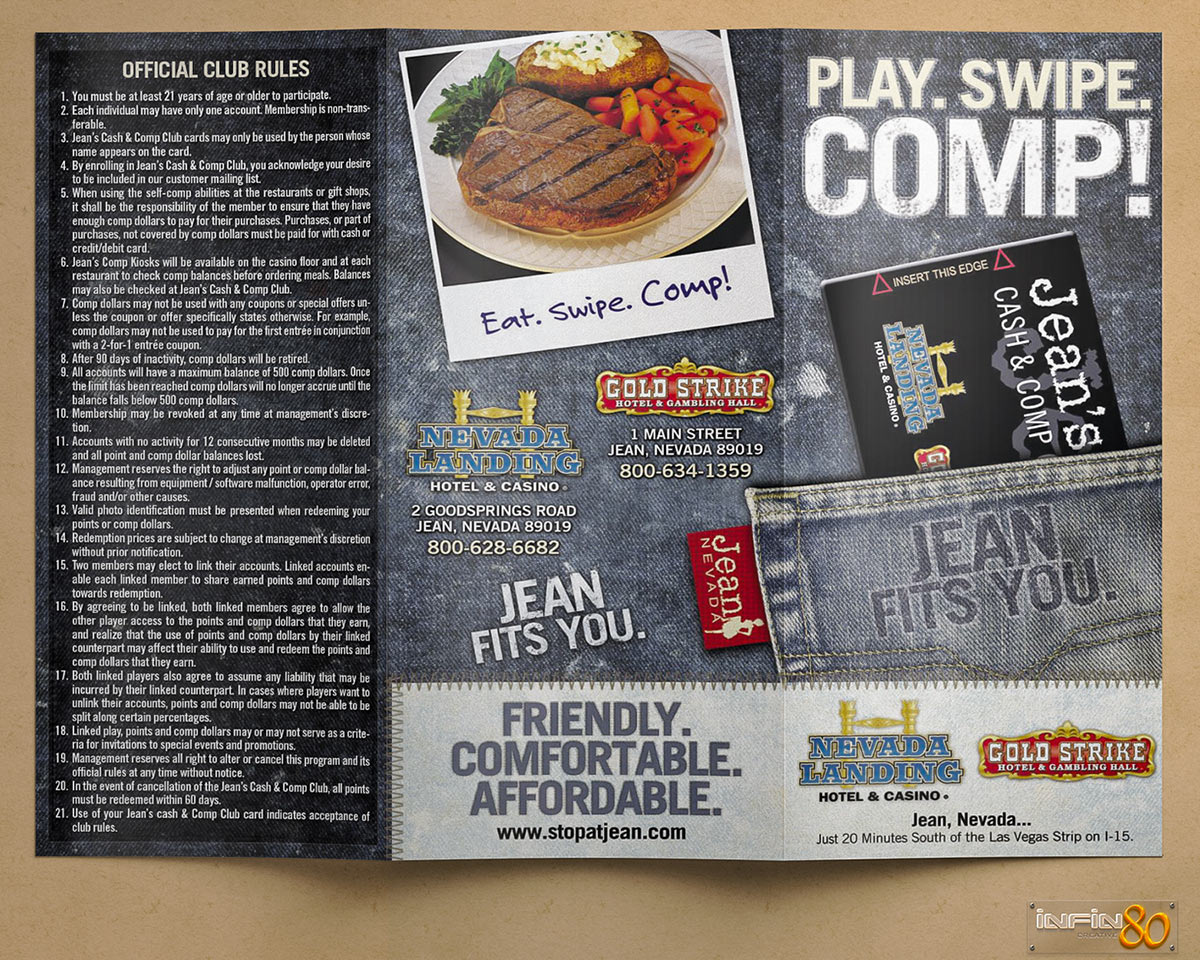 OFFICIAL CLUB RULES
1. You must be at least 21 years of age or older to participate.
2. Each individual may have only one account. Membership is non-trans-
ferable.
3. Jean's Cash & Comp Club cards may only be used by the person whose
name appears on the card.
4. By enrolling in Jean's Cash & Comp Club, you acknowledge your desire
to be included in our customer mailing list.
5. When using the self-comp abilities at the restaurants or gift shops,
it shall be the responsibility of the member to ensure that they have
enough comp dollars to pay for their purchases. Purchases, or part of
purchases, not covered by comp dollars must be paid for with cash or
credit/debit card.
6. Jean's Comp Kiosks will be available on the casino floor and at each
restaurant to check comp balances before ordering meals. Balances
may also be checked at Jean's Cash & Comp Club.
7. Comp dollars may not be used with any coupons or special offers un-
less the coupon or offer specifically states otherwise. For example,
comp dollars may not be used to pay for the first entrée in conjunction
with a 2-for-1 entrée coupon.
8. After 90 days of inactivity, comp dollars will be retired.
9. All accounts will have a maximum balance of 500 comp dollars. Once
the limit has been reached comp dollars will no longer accrue until the
balance falls below 500 comp dollars.
10. Membership may be revoked at any time at management's discre-
tion.
11. Accounts with no activity for 12 consecutive months may be deleted
and all point and comp dollar balances lost.
12. Management reserves the right to adjust any point or comp dollar bal-
ance resulting from equipment / software malfunction, operator error,
fraud and/or other causes.
13. Valid photo identification must be presented when redeeming your
points or comp dollars.
14. Redemption prices are subject to change at management's discretion
without prior notification.
15. Two members may elect to link their accounts. Linked accounts en-
able each linked member to share earned points and comp dollars
towards redemption.
16. By agreeing to be linked, both linked members agree to allow the
other player access to the points and comp dollars that they earn,
and realize that the use of points and comp dollars by their linked
counterpart may affect their ability to use and redeem the points and
comp dollars that they earn.
17. Both linked players also agree to assume any liability that may be
incurred by their linked counterpart. In cases where players want to
unlink their accounts, points and comp dollars may not be able to be
split along certain percentages.
18. Linked play, points and comp dollars may or may not serve as a crite-
ria for invitations to special events and promotions.
19. Management reserves all right to alter or cancel this program and its
official rules at any time without notice.
20. In the event of cancellation of the Jean's Cash & Comp Club, all points
must be redeemed within 60 days.
21. Use of your Jean's cash & Comp Club card indicates acceptance of
club rules.
Eat. Swipe. Comp!
NEVADA
LANDING
HOTEL & CASINO
2 GOODSPRINGS ROAD
JEAN, NEVADA 89019
800-628-6682
GOLD STRIKE
HOTEL & GAMBLING HALL
1 MAIN STREET
JEAN, NEVADA 89019
800-634-1359
JEAN
FITS YOU.
FRIENDLY.
COMFORTABLE.
AFFORDABLE.
www.stopatjean.com
PLAY. SWIPE.
COMP!
INSERT THIS EDGE
Jean's
CASH & COMP
NEVADA
LANDING
HOTEL & CASINO
Jean
NEVADA
JEAN
FITS YOU.
NEVADA
LANDING
HOTEL & CASINO
GOLD STRIKE
HOTEL & GAMBLING HALL
Jean, Nevada...
Just 20 Minutes South of the Las Vegas Strip on I-15.
INFIN80
CREATIVE